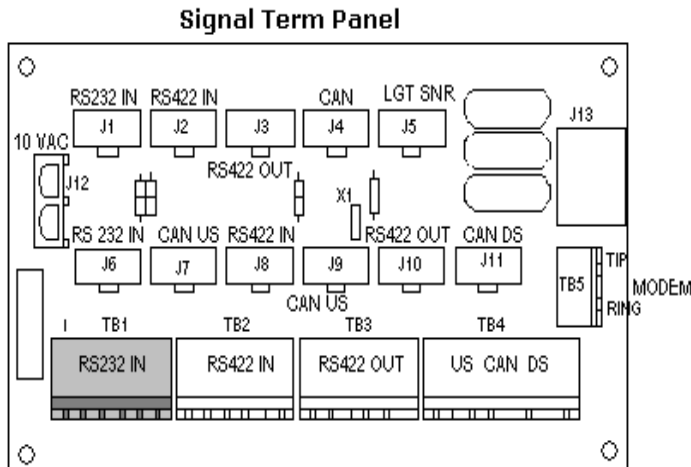 Signal Term Panel
RS232 IN RS422 IN CAN LGT SNR
J1 J2 J3 J4 J5 J13
10 VAC
J12 RS422 OUT
X1
RS 232 IN CAN US RS422 IN RS422 OUT CAN DS
J6 J7 J8 J9 J10 J11 TB5 TIP
MODEM
RING
CAN US
I TB1 TB2 TB3 TB4
RS232 IN RS422 IN RS422 OUT US CAN DS